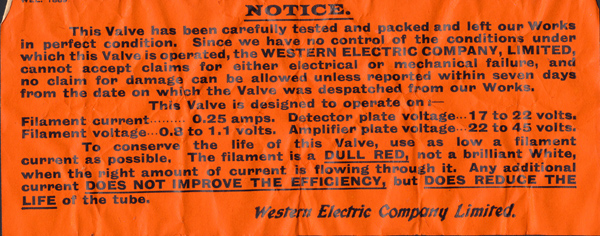 NOTICE.
This Valve has been carefully tested and packed and left our Works
in perfect condition. Since we have no control of the conditions under
which this Valve is operated, the WESTERN ELECTRIC COMPANY, LIMITED,
cannot accept claims for either electrical or mechanical failure, and
no claim for damage can be allowed unless reported within seven days
from the date on which the Valve was despatched from our Works.
This Valve is designed to operate on :—
Filament current......... 0.25 amps. Detector plate voltage...17 to 22 volts.
Filament voltage...0.8 to 1.1 volts. Amplifier plate voltage...22 to 45 volts.
To conserve the life of this Valve, use as low a filament
current as possible. The filament is a DULL RED, not a brilliant White,
when the right amount of current is flowing through it. Any additional
current DOES NOT IMPROVE THE EFFICIENCY, but DOES REDUCE THE
LIFE of the tube.
Western Electric Company Limited.